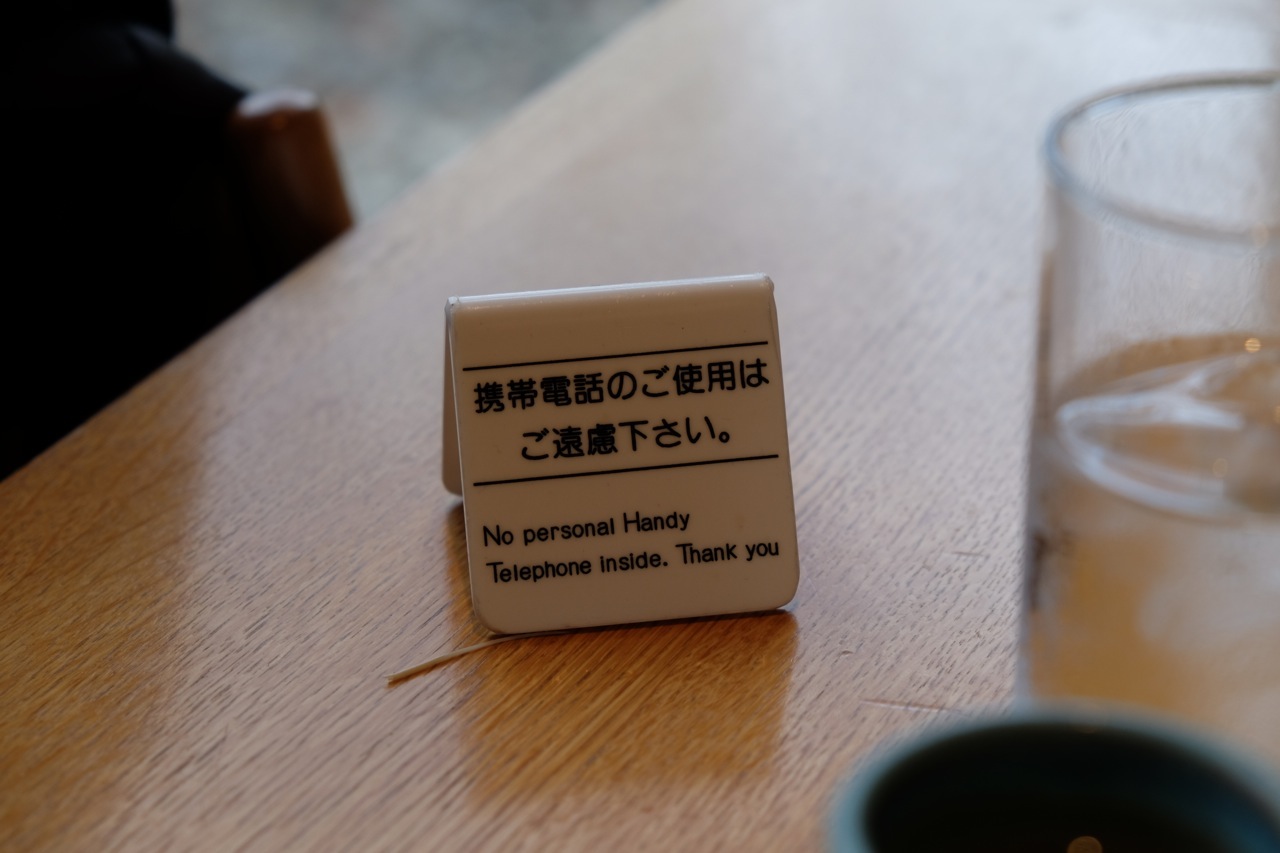 携帯電話のご使用は
ご遠慮下さい。
No personal Handy
Telephone inside. Thank you